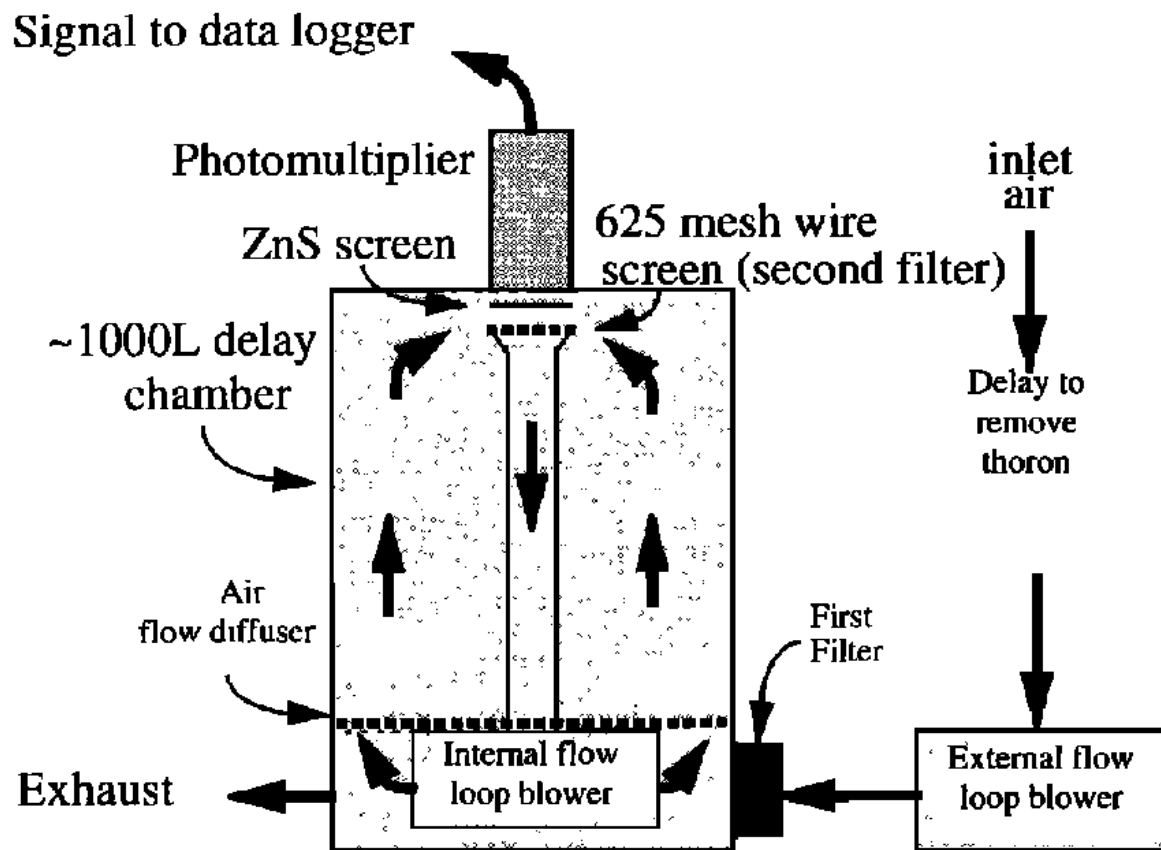 Signal to data logger
Photomultiplier
ZnS screen
625 mesh wire
screen (second filter)
inlet
air
~1000L delay
chamber
Delay to
remove
thoron
Air
flow diffuser
First
Filter
Internal flow
loop blower
External flow
loop blower
Exhaust